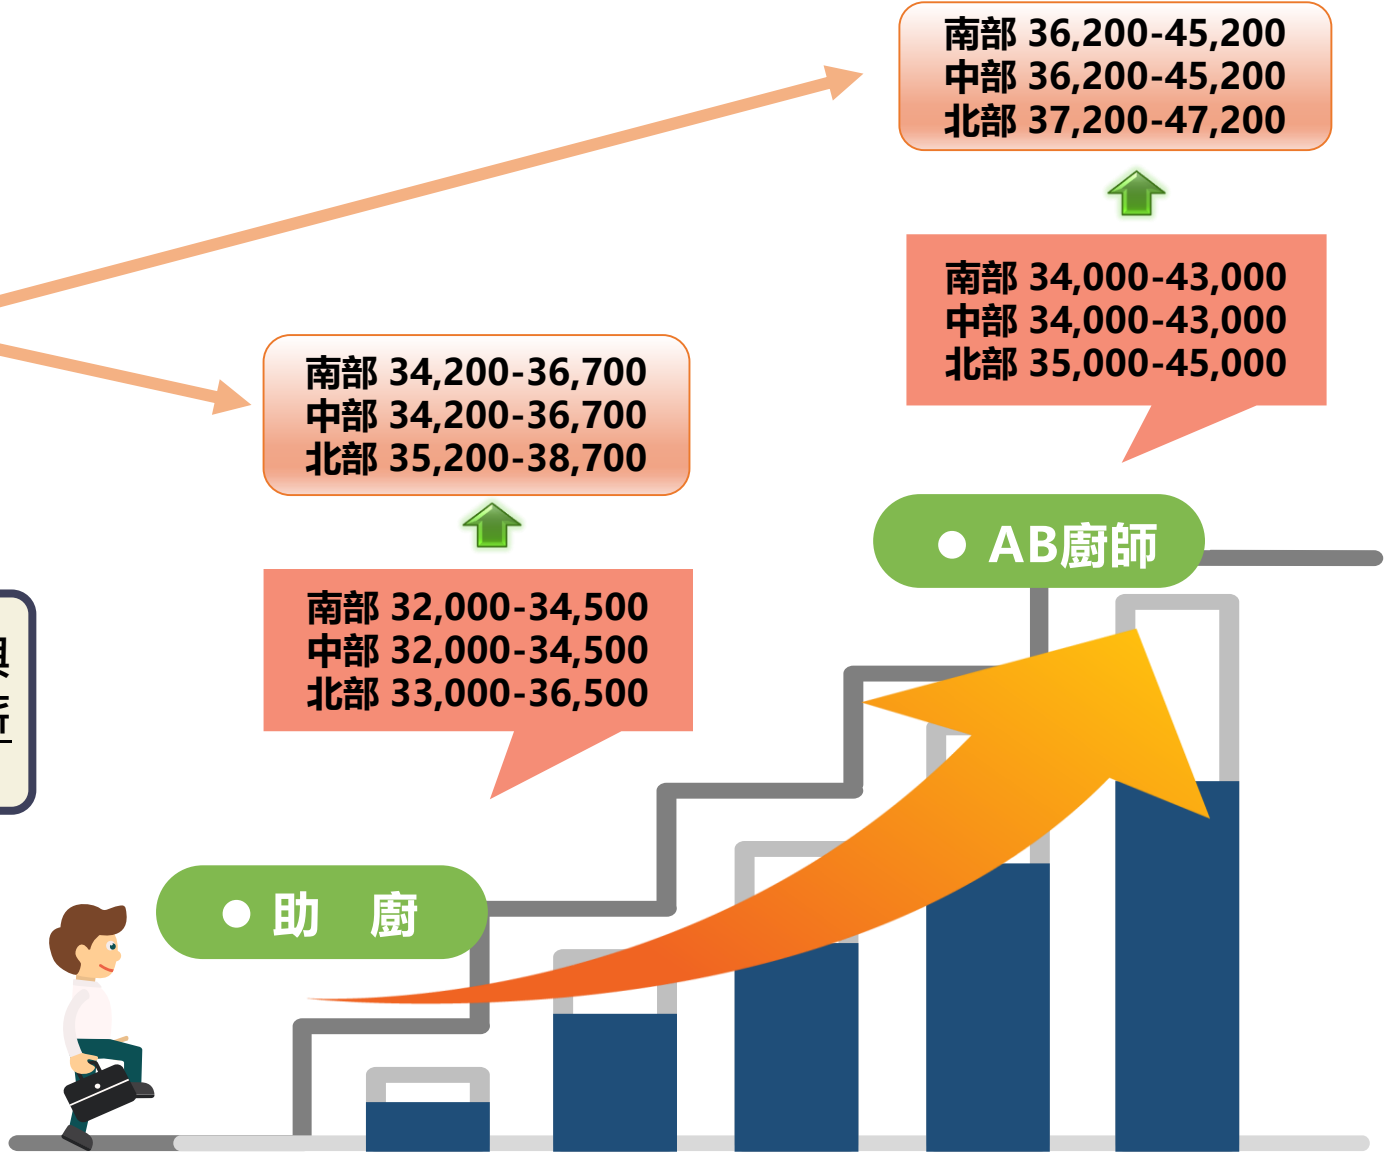 南部 36,200-45,200
中部 36,200-45,200
北部 37,200-47,200
南部 34,000-43,000
中部 34,000-43,000
北部 35,000-45,000
南部 34,200-36,700
中部 34,200-36,700
北部 35,200-38,700
● AB廚師
南部 32,000-34,500
中部 32,000-34,500
北部 33,000-36,500
● 助　廚